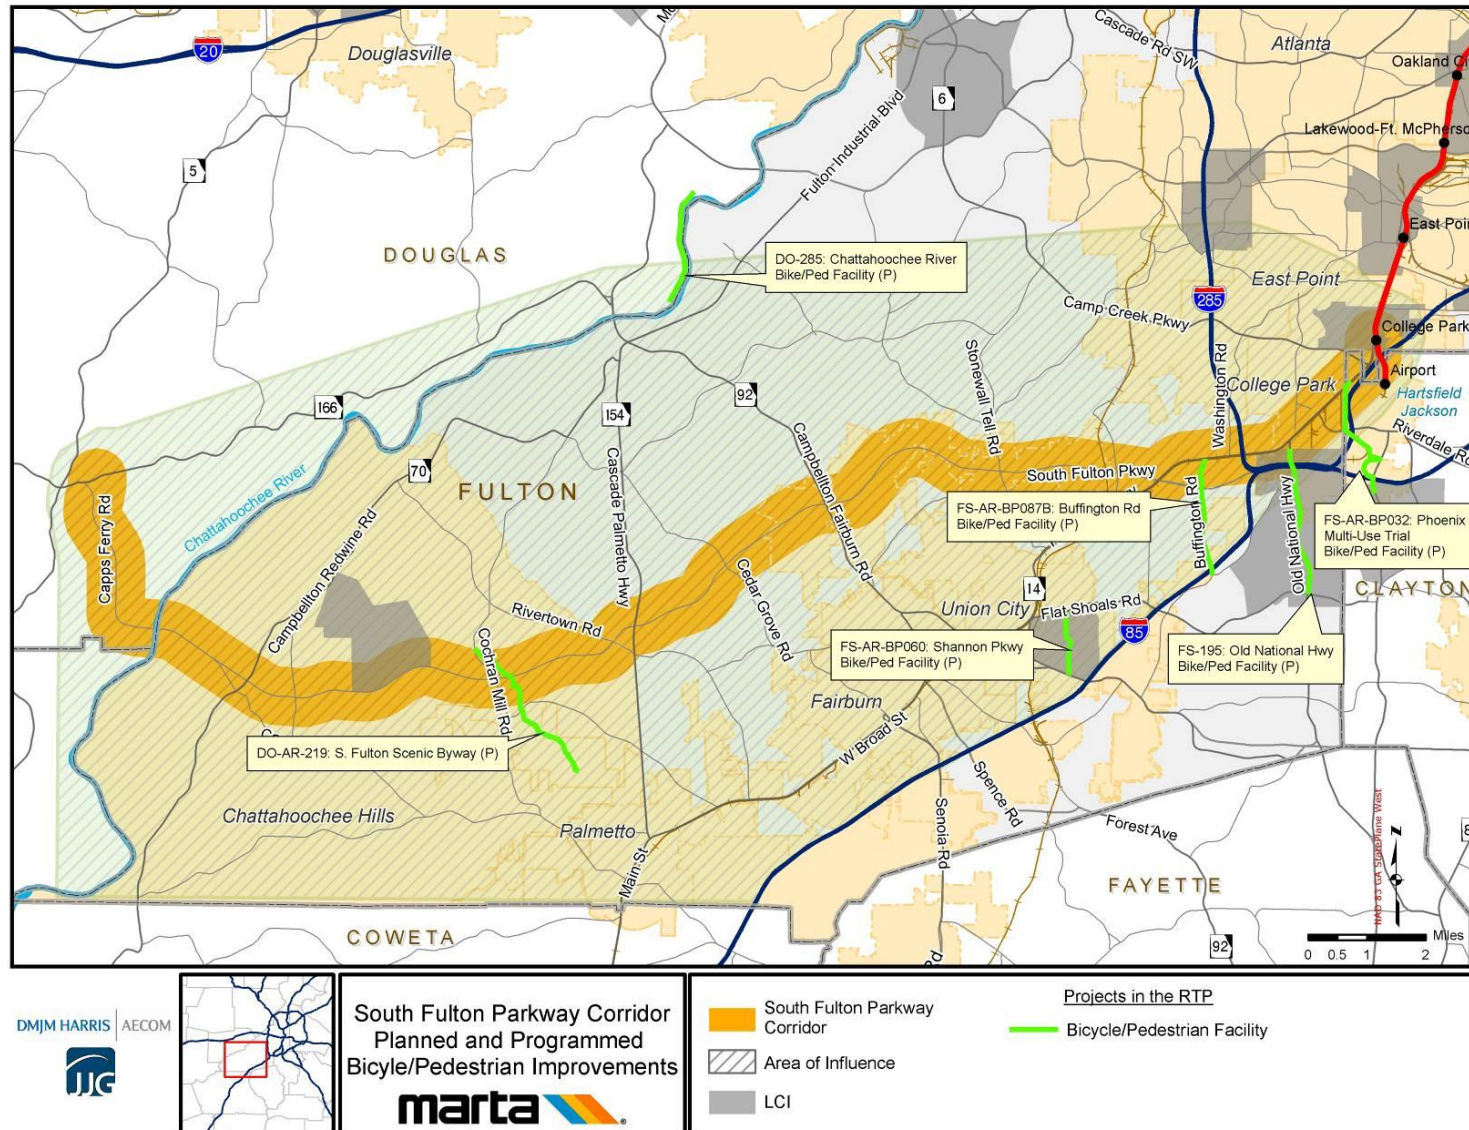 20
Douglasville
Cascade Rd SW
Atlanta
6
Lakewood-Ft.
5
Fulton Industrial Blvd
DOUGLAS
DO-285: Chattahoochee River
Bike/Ped Facility (P)
East Point
285
Camp Creek Pkwy
College Park
Stonewall Tell Rd
Washington Rd
College Park
Airport
Hartsfield
Jackson
166
154
92
Riverdale
Chattahoochee River
70
Cascade Palmetto Hwy
Campbellton Fairburn Rd
South Fulton Pkwy
FULTON
Capps Ferry Rd
Campbellton Redwine Rd
FS-AR-BP087B: Buffington Rd
Bike/Ped Facility (P)
Buffington Rd
Old National Hwy
FS-AR-BP032: Phoenix
Multi-Use Trial
Bike/Ped Facility (P)
Cedar Grove Rd
14
Union City
Flat Shoals Rd
CLAYTON
Rivertown Rd
85
Cochran Mill Rd
FS-AR-BP060: Shannon Pkwy
Bike/Ped Facility (P)
FS-195: Old National Hwy
Bike/Ped Facility (P)
Fairburn
W Broad St
DO-AR-219: S. Fulton Scenic Byway (P)
Spence Rd
Chattahoochee Hills
Palmetto
Senoia Rd
Forest Ave
Main St
FAYETTE
NAD 83 GA StatePlane West
N
COWETA
92
Rd
Miles
0 0.5 1 2
DMJM HARRIS | AECOM
JJG
South Fulton Parkway Corridor
Planned and Programmed
Bicyle/Pedestrian Improvements
marta
South Fulton Parkway
Corridor
Area of Influence
LCI
Projects in the RTP
Bicycle/Pedestrian Facility